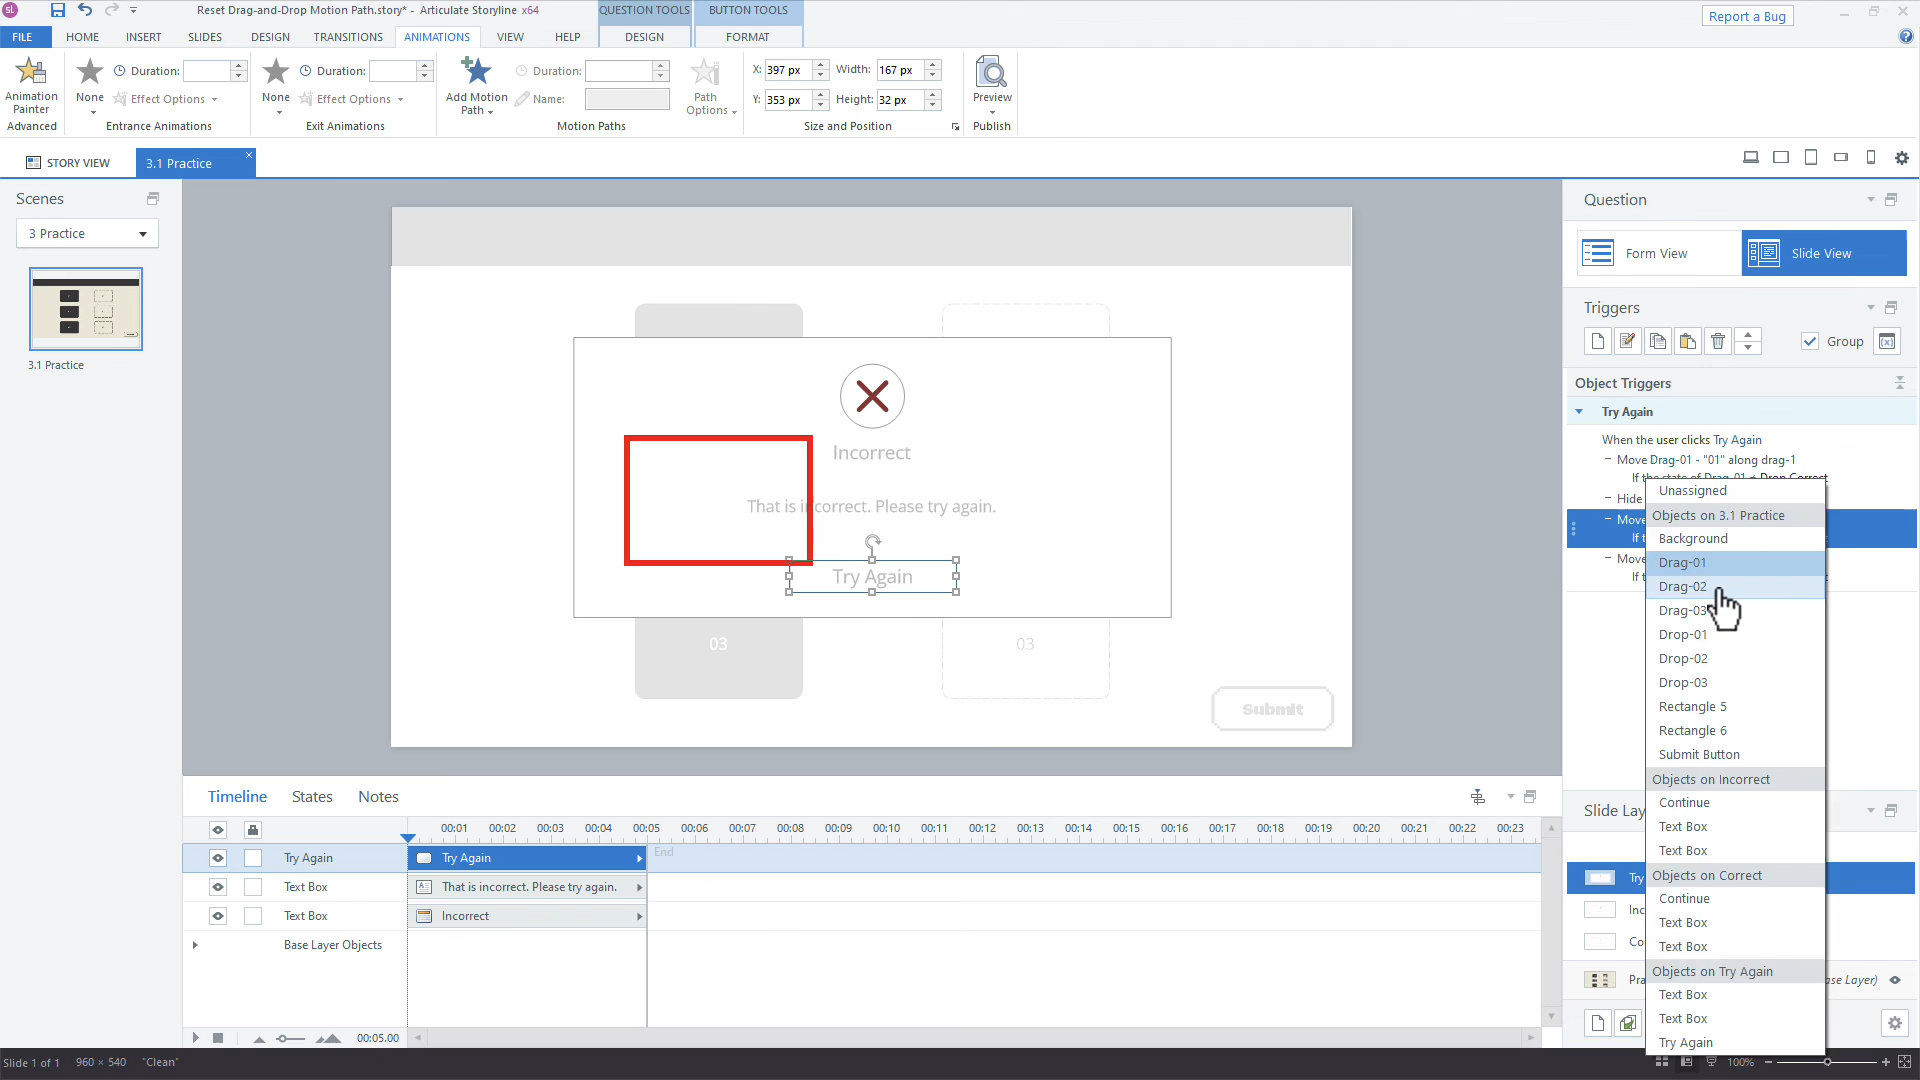 Reset Drag-and-Drop Motion Path.story* - Articulate Storyline x64
QUESTION TOOLS
BUTTON TOOLS
Report a Bug
FILE
HOME
INSERT
SLIDES
DESIGN
TRANSITIONS
ANIMATIONS
VIEW
HELP
DESIGN
FORMAT
Animation Painter
None
Duration:
Effect Options
None
Duration:
Effect Options
Add Motion Path
Duration:
Name:
Path Options
X: 397 px
Width: 167 px
Y: 353 px
Height: 32 px
Preview
Advanced
Entrance Animations
Exit Animations
Motion Paths
Size and Position
Publish
STORY VIEW
3.1 Practice
Scenes
3 Practice
3.1 Practice
Incorrect
That is incorrect. Please try again.
Try Again
03
03
Submit
Question
Form View
Slide View
Triggers
Group
Object Triggers
Try Again
When the user clicks Try Again
Move Drag-01 - "01" along drag-1
If the state of Drag-01 ≠ Drop Correct
Hide
Move
Move
Unassigned
Objects on 3.1 Practice
Background
Drag-01
Drag-02
Drag-03
Drop-01
Drop-02
Drop-03
Rectangle 5
Rectangle 6
Submit Button
Objects on Incorrect
Continue
Text Box
Text Box
Objects on Correct
Continue
Text Box
Text Box
Objects on Try Again
Text Box
Text Box
Try Again
Timeline
States
Notes
00:01 00:02 00:03 00:04 00:05 00:06 00:07 00:08 00:09 00:10 00:11 00:12 00:13 00:14 00:15 00:16 00:17 00:18 00:19 00:20 00:21 00:22 00:23
Try Again
Try Again
End
Text Box
That is incorrect. Please try again.
Text Box
Incorrect
Base Layer Objects
00:05.00
Slide 1 of 1
960 × 540
"Clean"
100%